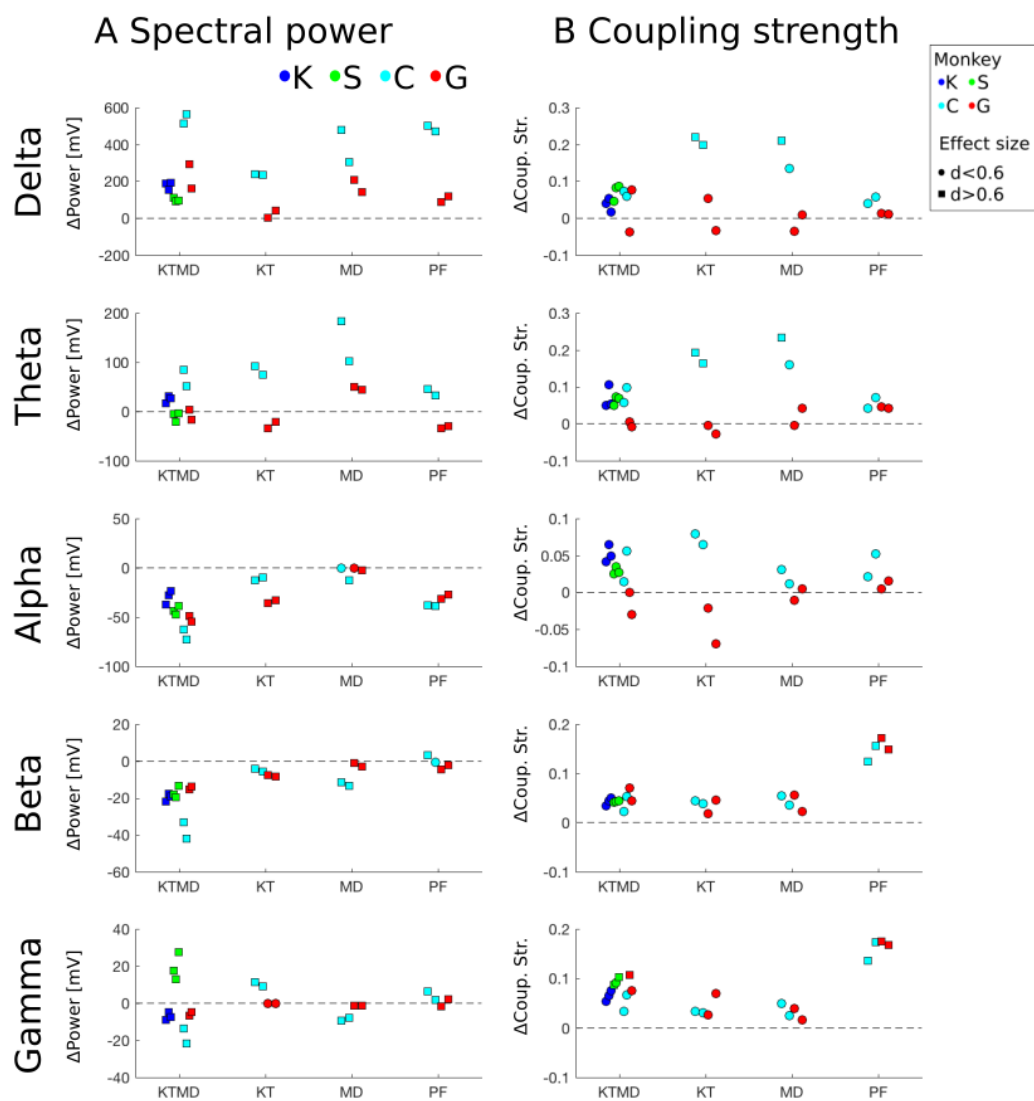 A Spectral power
B Coupling strength
K S C G
Monkey
K S
C G
Effect size
d<0.6
d>0.6
Delta
ΔPower [mV]
600
400
200
0
-200
KTMD KT MD PF
ΔCoup. Str.
0.3
0.2
0.1
0
-0.1
KTMD KT MD PF
Theta
ΔPower [mV]
200
100
0
-100
KTMD KT MD PF
ΔCoup. Str.
0.3
0.2
0.1
0
-0.1
KTMD KT MD PF
Alpha
ΔPower [mV]
50
0
-50
-100
KTMD KT MD PF
ΔCoup. Str.
0.1
0.05
0
-0.05
-0.1
KTMD KT MD PF
Beta
ΔPower [mV]
20
0
-20
-40
-60
KTMD KT MD PF
ΔCoup. Str.
0.2
0.1
0
-0.1
KTMD KT MD PF
Gamma
ΔPower [mV]
40
20
0
-20
-40
KTMD KT MD PF
ΔCoup. Str.
0.2
0.1
0
-0.1
KTMD KT MD PF